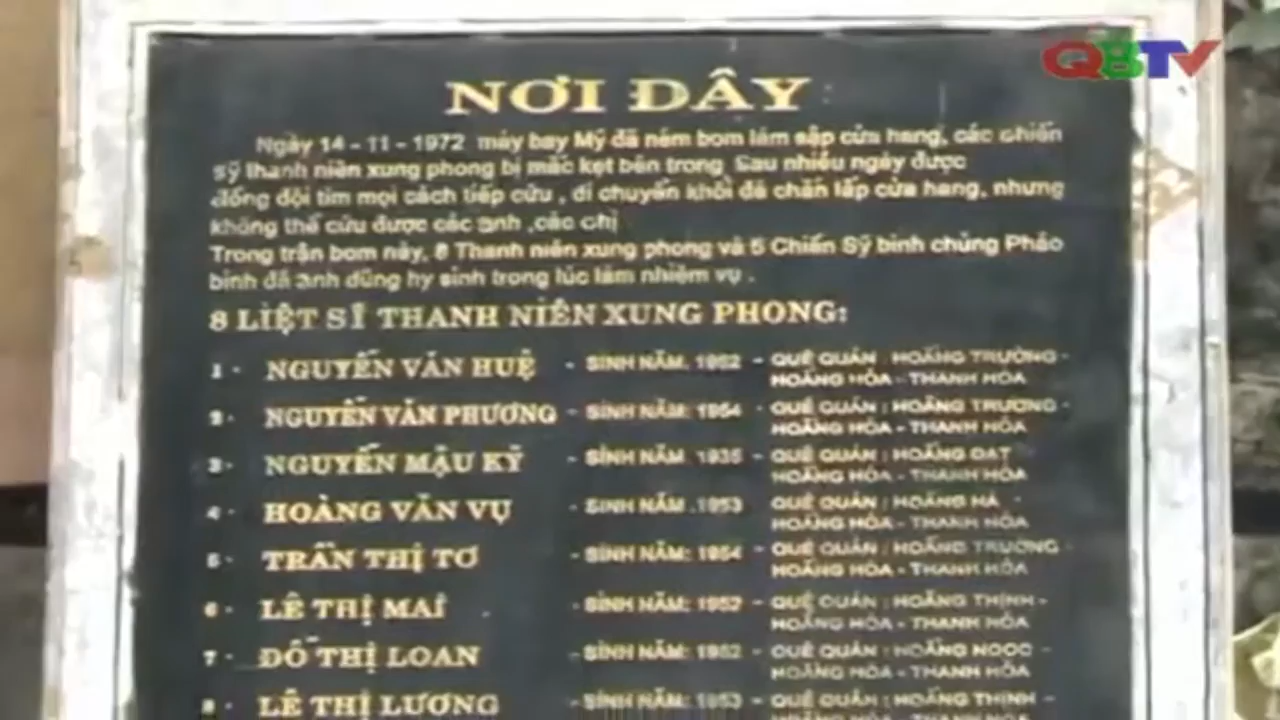 QBTV
NƠI ĐÂY
Ngày 14 - 11 - 1972 máy bay Mỹ đã ném bom làm sập cửa hang, các chiến
sỹ thanh niên xung phong bị mắc kẹt bên trong. Sau nhiều ngày được
đồng đội tìm mọi cách tiếp cứu , di chuyển khối đá chắn lấp cửa hang, nhưng
không thể cứu được các anh ,các chị
Trong trận bom này, 8 Thanh niên xung phong và 5 Chiến Sỹ binh chủng Pháo
binh đã anh dũng hy sinh trong lúc làm nhiệm vụ .
8 LIỆT SĨ THANH NIÊN XUNG PHONG:
1 - NGUYỄN VĂN HUỆ - SINH NĂM. 1952 - QUÊ QUÁN : HOẰNG TRƯỜNG -
HOẰNG HÓA - THANH HÓA
2 - NGUYỄN VĂN PHƯƠNG - SINH NĂM: 1954 - QUÊ QUÁN : HOẰNG TRƯỜNG -
HOẰNG HÓA - THANH HÓA
3 - NGUYỄN MẬU KỸ - SINH NĂM 1935 - QUÊ QUÁN : HOẰNG ĐẠT -
HOẰNG HÓA - THANH HÓA
4 - HOÀNG VĂN VỤ - SINH NĂM .1953 QUÊ QUÁN : HOẰNG HÀ -
HOẰNG HÓA - THANH HÓA
5 - TRẦN THỊ TƠ - SINH NĂM: 1954 - QUÊ QUÁN : HOẰNG TRƯỜNG -
HOẰNG HÓA - THANH HÓA
6 - LÊ THỊ MAI - SINH NĂM: 1952 - QUÊ QUÁN : HOẰNG THỊNH -
HOẰNG HÓA - THANH HÓA
7 - ĐỖ THỊ LOAN - SINH NĂM: 1952 - QUÊ QUÁN : HOẰNG NGỌC -
HOẰNG HÓA - THANH HÓA
8 - LÊ THỊ LƯƠNG - SINH NĂM: 1953 - QUÊ QUÁN : HOẰNG THỊNH -